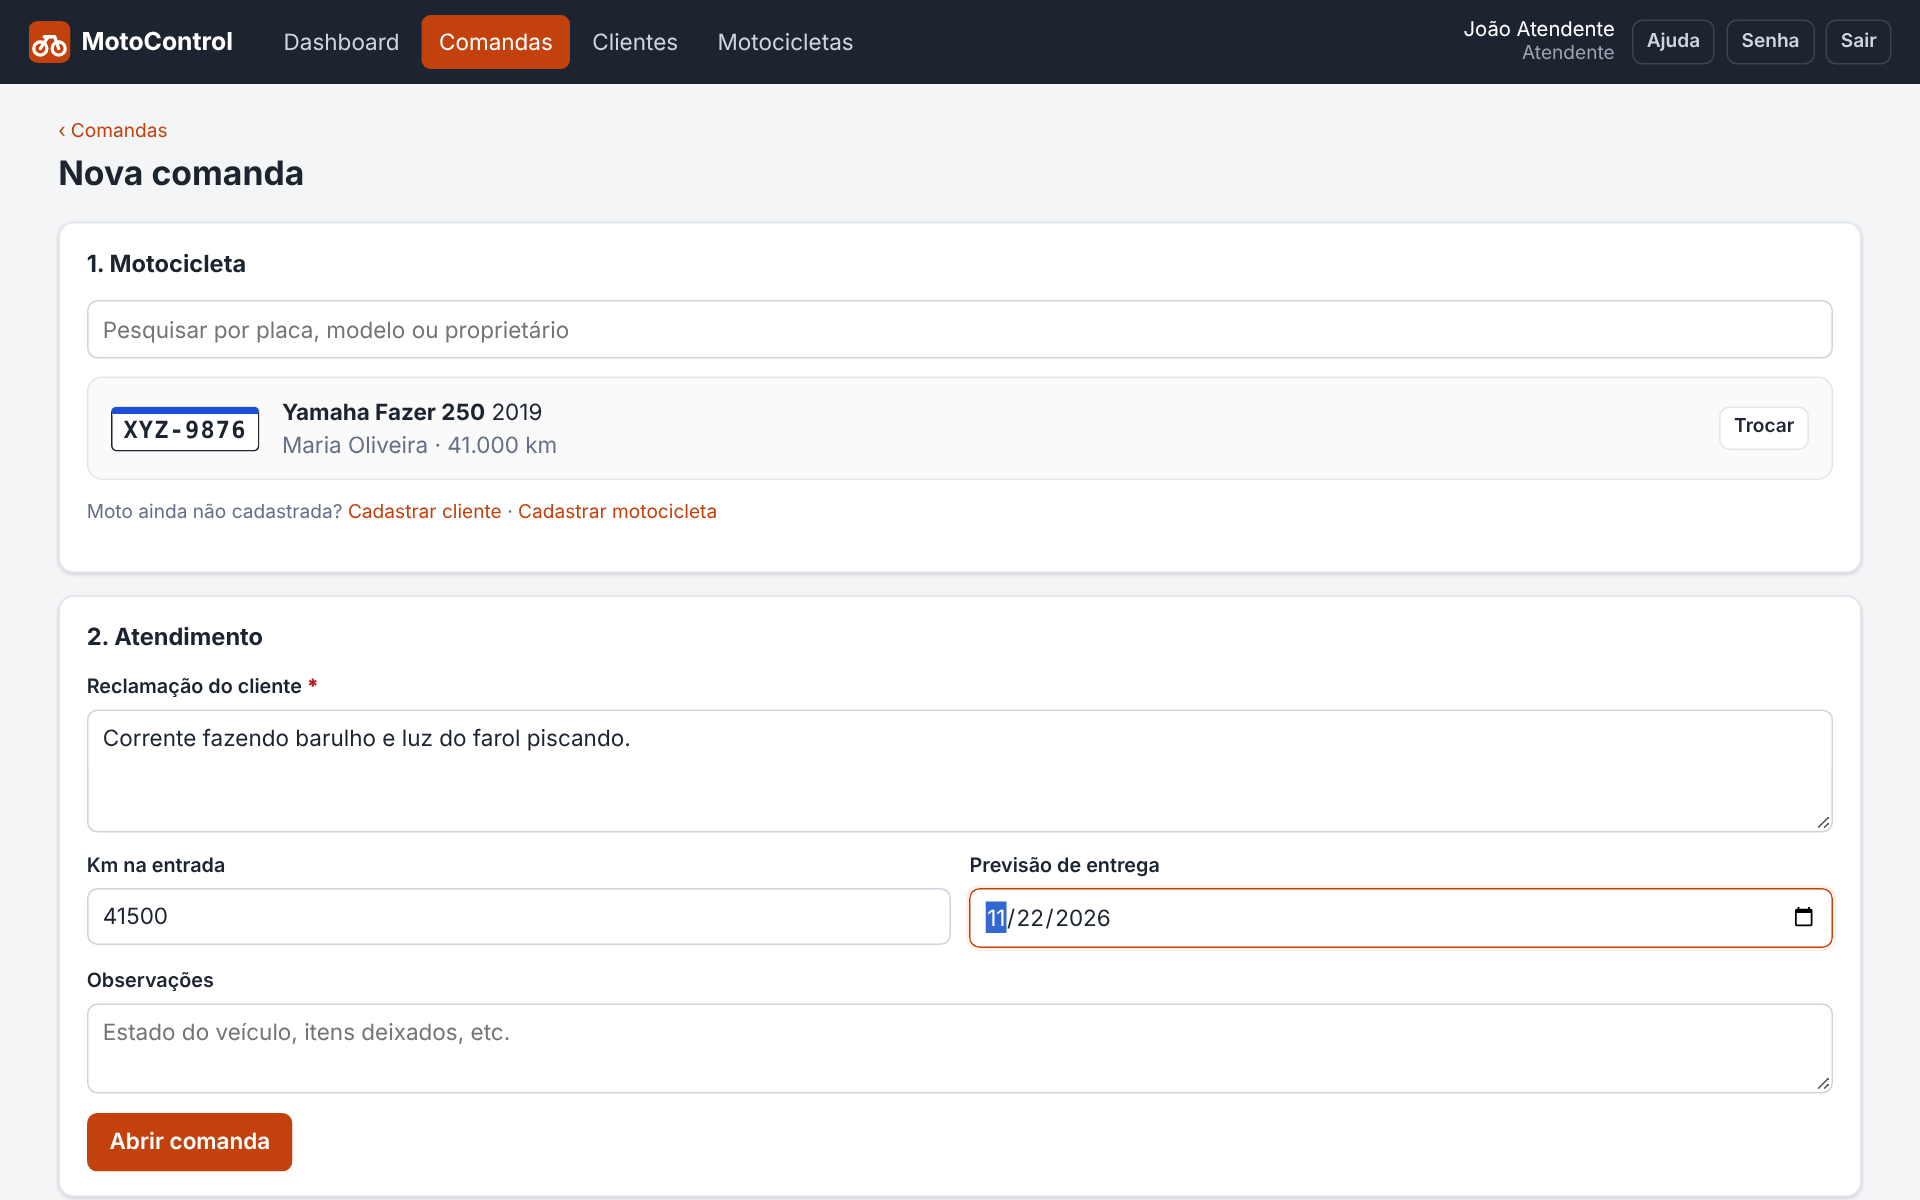 MotoControl
Dashboard
Comandas
Clientes
Motocicletas
João Atendente
Atendente
Ajuda
Senha
Sair
‹ Comandas
Nova comanda
1. Motocicleta
Pesquisar por placa, modelo ou proprietário
XYZ-9876
Yamaha Fazer 250 2019
Maria Oliveira · 41.000 km
Trocar
Moto ainda não cadastrada? Cadastrar cliente · Cadastrar motocicleta
2. Atendimento
Reclamação do cliente *
Corrente fazendo barulho e luz do farol piscando.
Km na entrada
41500
Previsão de entrega
11/22/2026
Observações
Estado do veículo, itens deixados, etc.
Abrir comanda